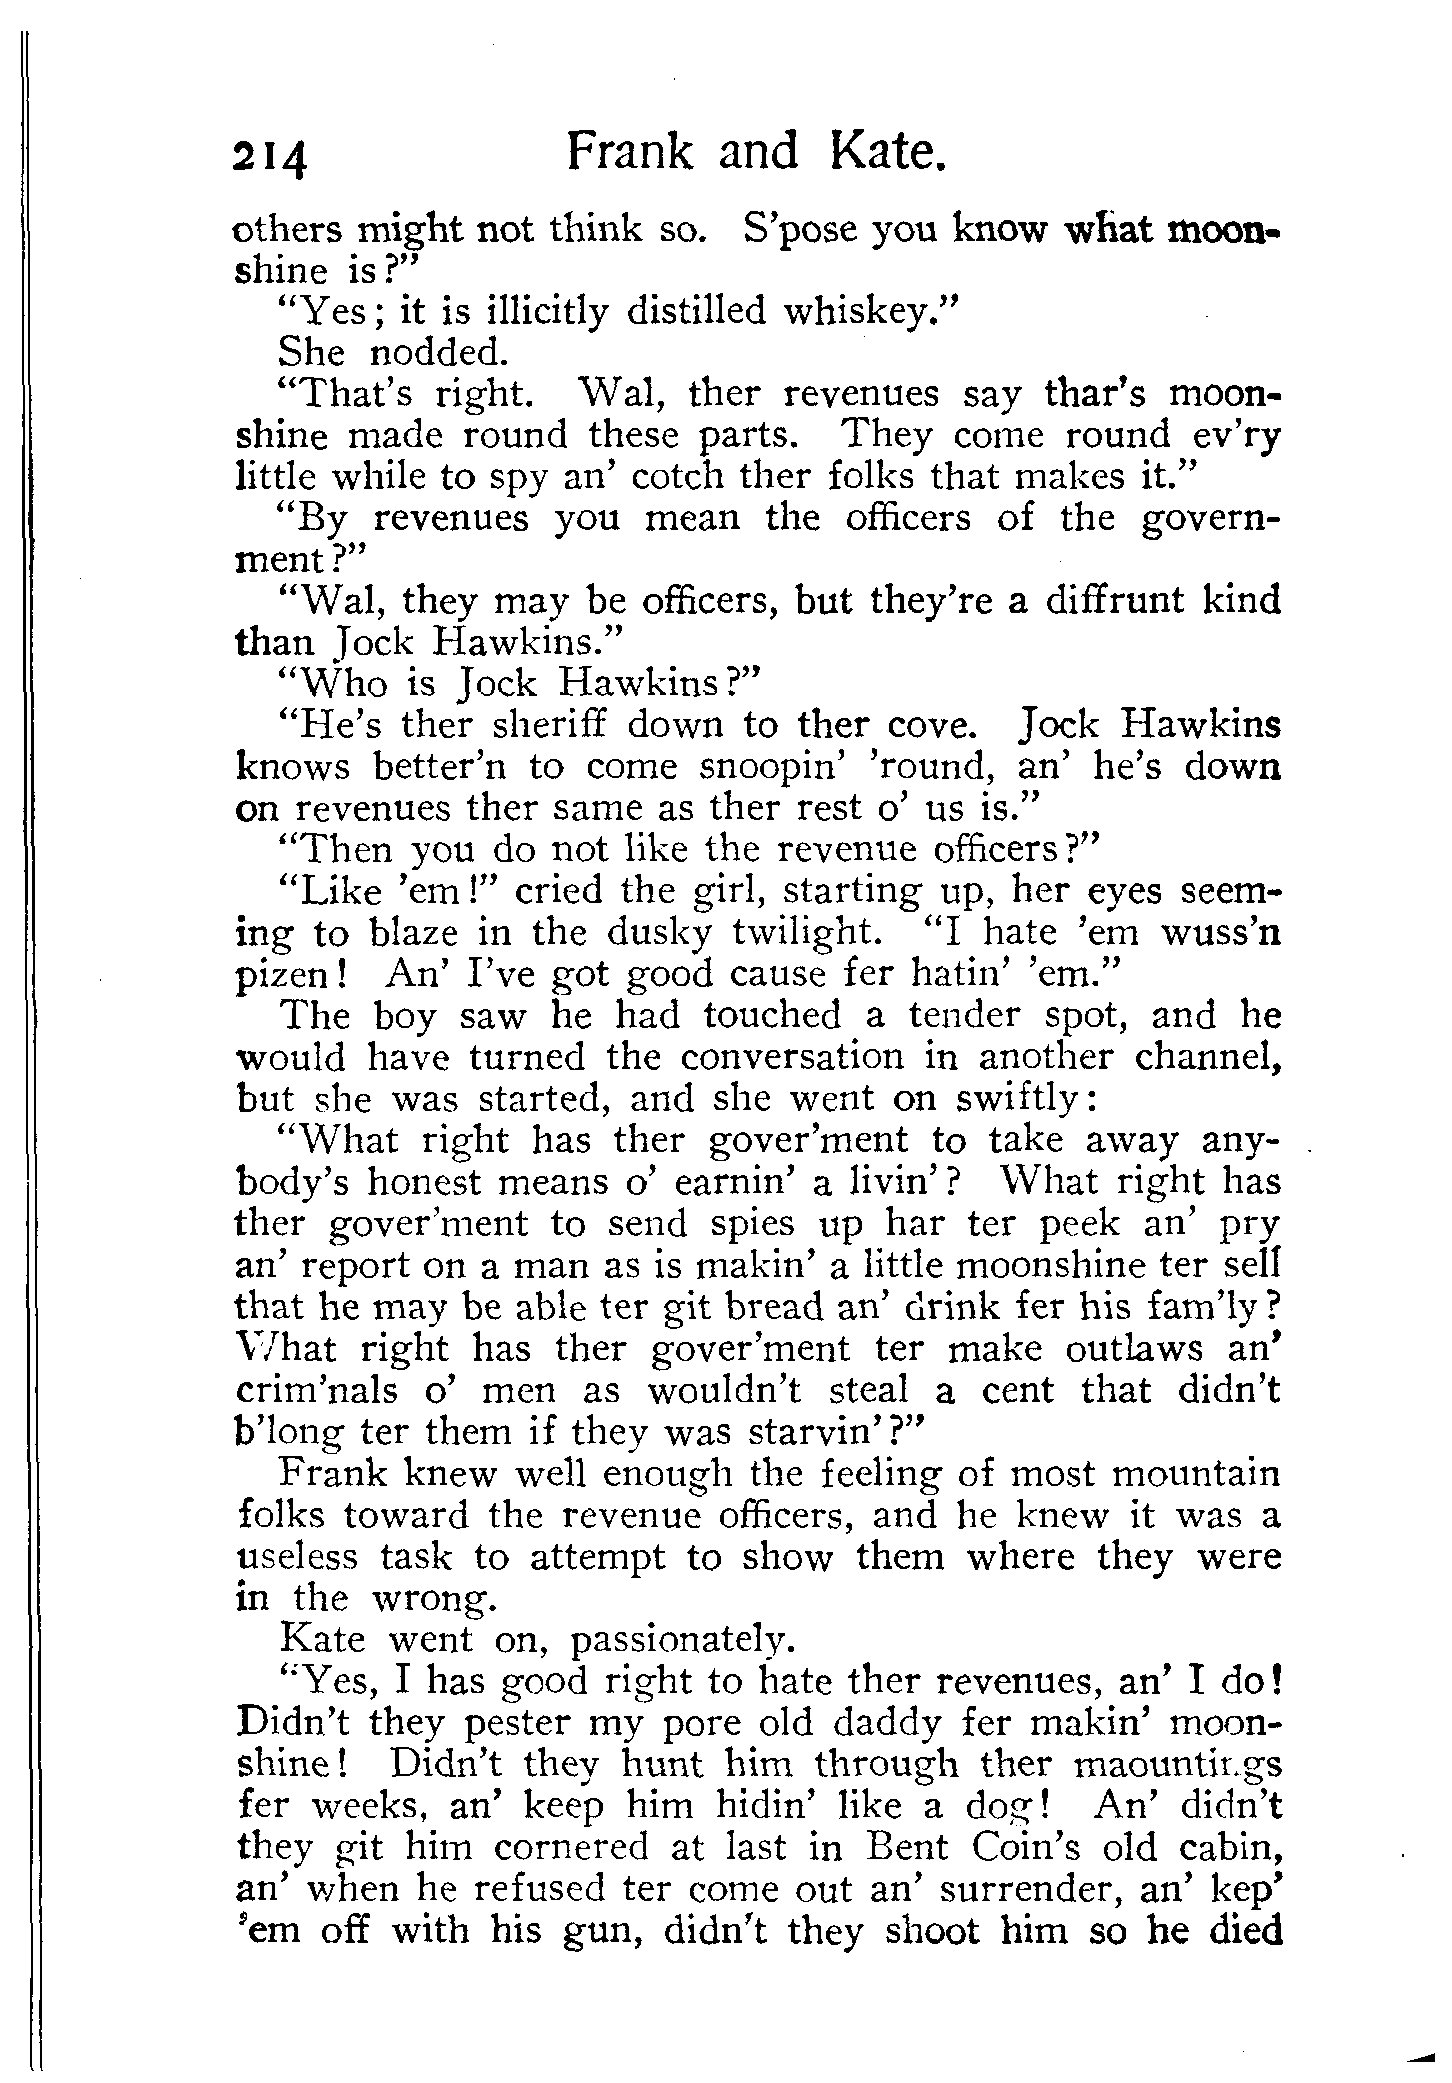 214 Frank and Kate.
others might not think so. S'pose you know what moon-
shine is?"
"Yes; it is illicitly distilled whiskey."
She nodded.
"That's right. Wal, ther revenues say thar's moon-
shine made round these parts. They come round ev'ry
little while to spy an' cotch ther folks that makes it."
"By revenues you mean the officers of the govern-
ment?"
"Wal, they may be officers, but they're a diffrunt kind
than Jock Hawkins."
"Who is Jock Hawkins?"
"He's ther sheriff down to ther cove. Jock Hawkins
knows better'n to come snoopin' 'round, an' he's down
on revenues ther same as ther rest o' us is."
"Then you do not like the revenue officers?"
"Like 'em!" cried the girl, starting up, her eyes seem-
ing to blaze in the dusky twilight. "I hate 'em wuss'n
pizen! An' I've got good cause fer hatin' 'em."
The boy saw he had touched a tender spot, and he
would have turned the conversation in another channel,
but she was started, and she went on swiftly:
"What right has ther gover'ment to take away any-
body's honest means o' earnin' a livin'? What right has
ther gover'ment to send spies up har ter peek an' pry
an' report on a man as is makin' a little moonshine ter sell
that he may be able ter git bread an' drink fer his fam'ly?
What right has ther gover'ment ter make outlaws an'
crim'nals o' men as wouldn't steal a cent that didn't
b'long ter them if they was starvin'?"
Frank knew well enough the feeling of most mountain
folks toward the revenue officers, and he knew it was a
useless task to attempt to show them where they were
in the wrong.
Kate went on, passionately.
"Yes, I has good right to hate ther revenues, an' I do!
Didn't they pester my pore old daddy fer makin' moon-
shine! Didn't they hunt him through ther maountings
fer weeks, an' keep him hidin' like a dog! An' didn't
they git him cornered at last in Bent Coin's old cabin,
an' when he refused ter come out an' surrender, an' kep'
'em off with his gun, didn't they shoot him so he died